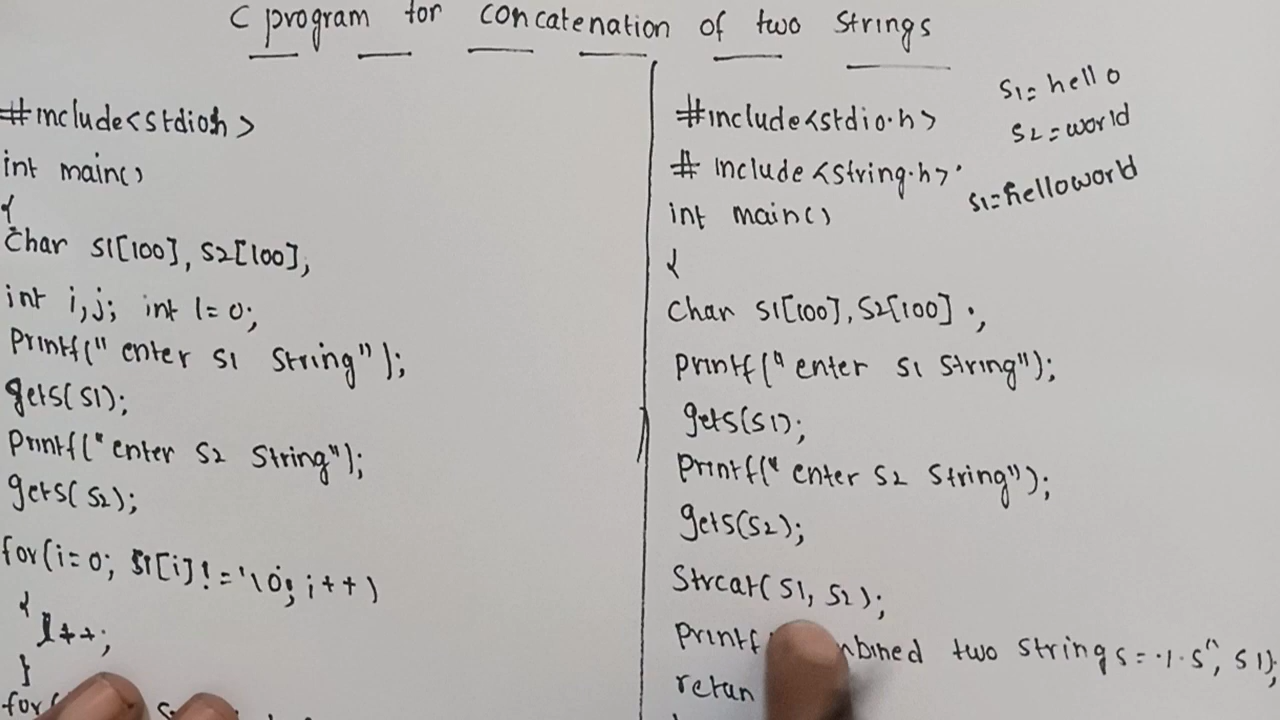 C program for concatenation of two Strings
#include<stdio.h>
int main()
{
Char S1[100], S2[100];
int i,j; int l=0;
Printf("enter S1 String");
gets(S1);
Printf("enter S2 String");
gets(S2);
for(i=0; S1[i]!='\0'; i++)
{
l++;
}
for(
#include<stdio.h>
#include<string.h>
int main()
{
Char S1[100], S2[100];
printf("enter S1 String");
gets(S1);
Printf("enter S2 String");
gets(S2);
Strcat(S1, S2);
Printf nbined two Strings=%s", S1);
retun
S1=hello
S2=world
S1=helloworld